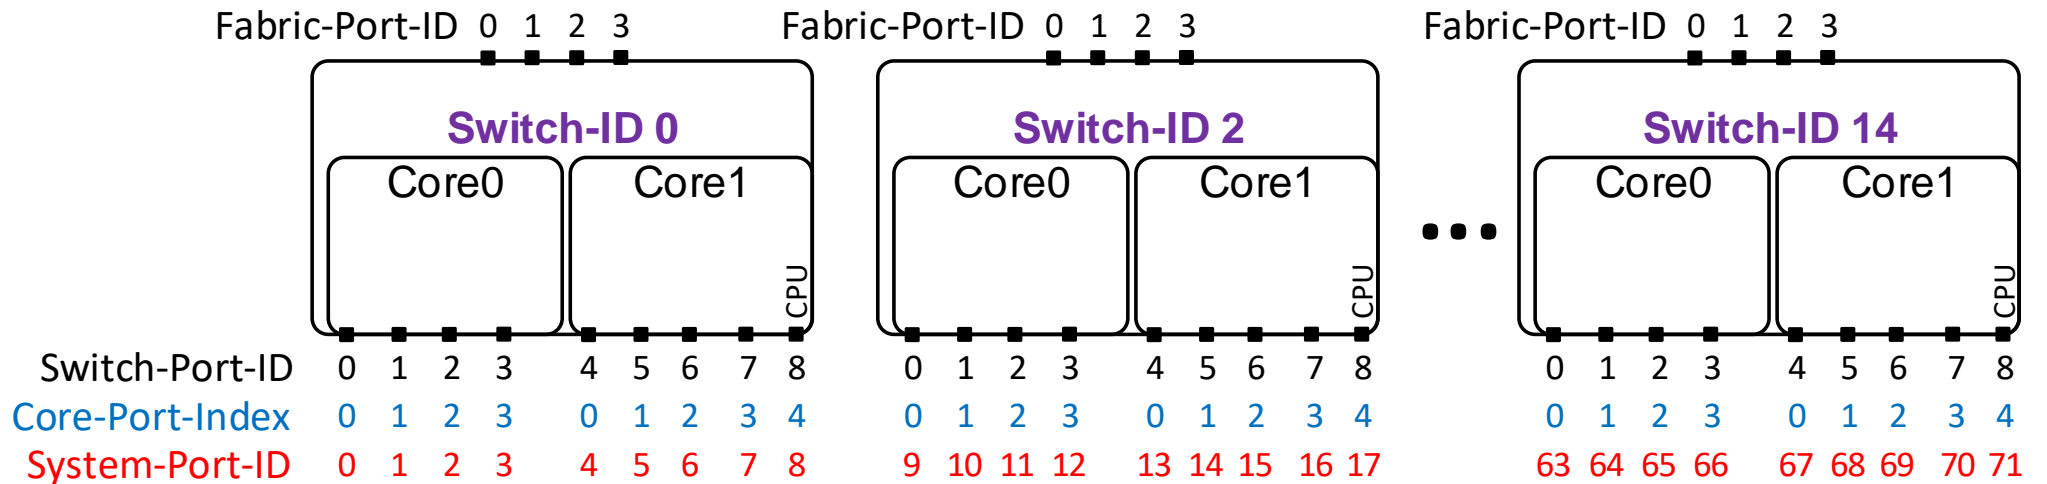 Fabric-Port-ID 0 1 2 3 Fabric-Port-ID 0 1 2 3 Fabric-Port-ID 0 1 2 3
Switch-ID 0 Switch-ID 2 Switch-ID 14
Core0 Core1 Core0 Core1 ... Core0 Core1
CPU CPU CPU
Switch-Port-ID 0 1 2 3 4 5 6 7 8 0 1 2 3 4 5 6 7 8 0 1 2 3 4 5 6 7 8
Core-Port-Index 0 1 2 3 0 1 2 3 4 0 1 2 3 0 1 2 3 4 0 1 2 3 0 1 2 3 4
System-Port-ID 0 1 2 3 4 5 6 7 8 9 10 11 12 13 14 15 16 17 63 64 65 66 67 68 69 70 71